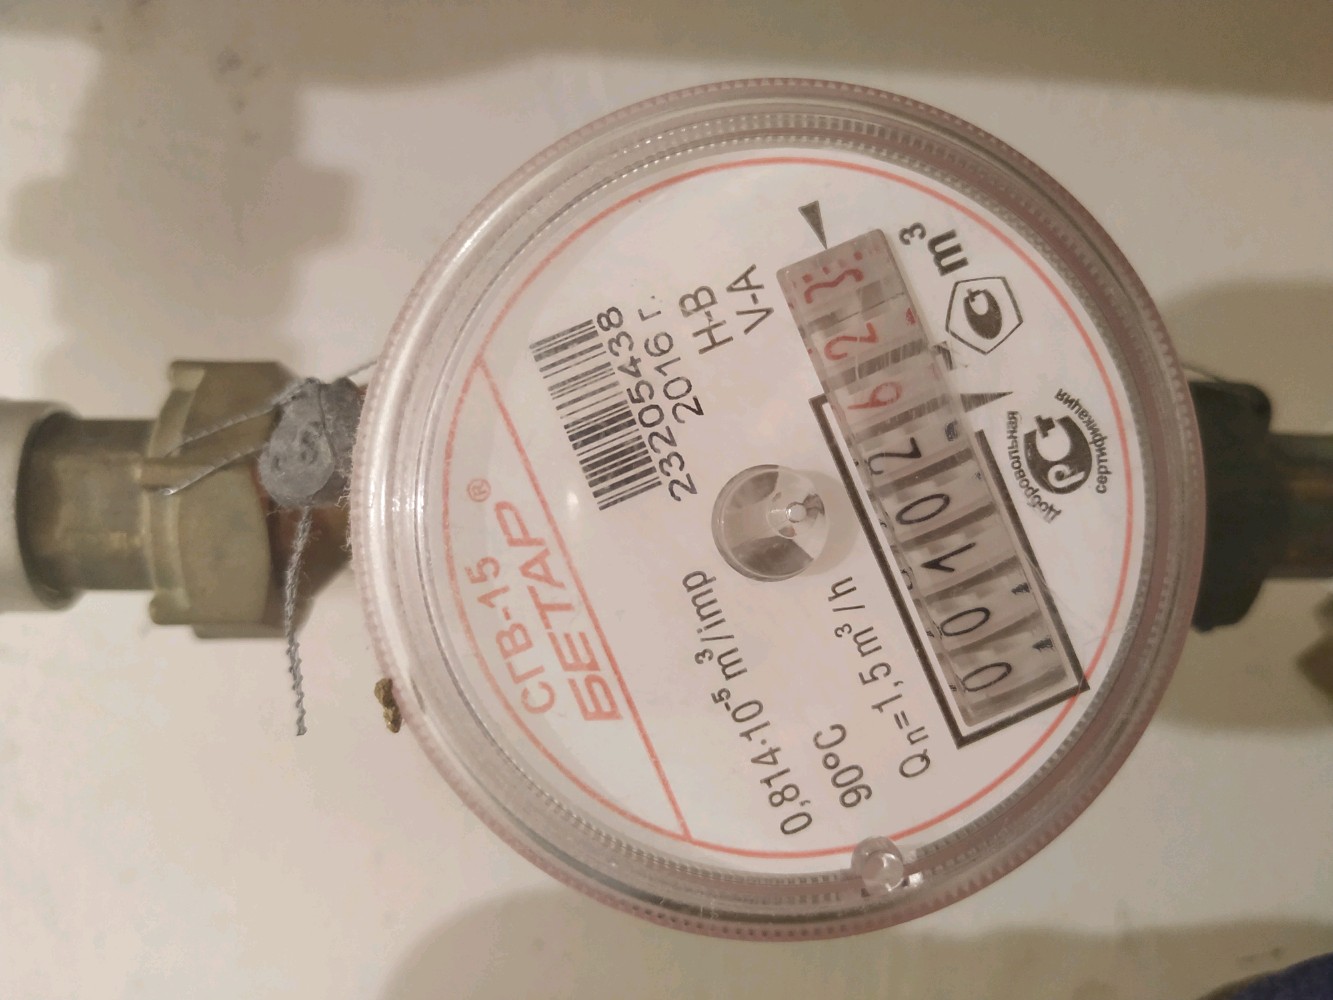 СГВ-15
БЕТАР®
23205438
2016 г.
H-B
V-A
0,814·10⁻⁵ m³/imp
90°C
Qn=1,5 m³/h
00102623
m³
Добровольная
РСТ
сертификация